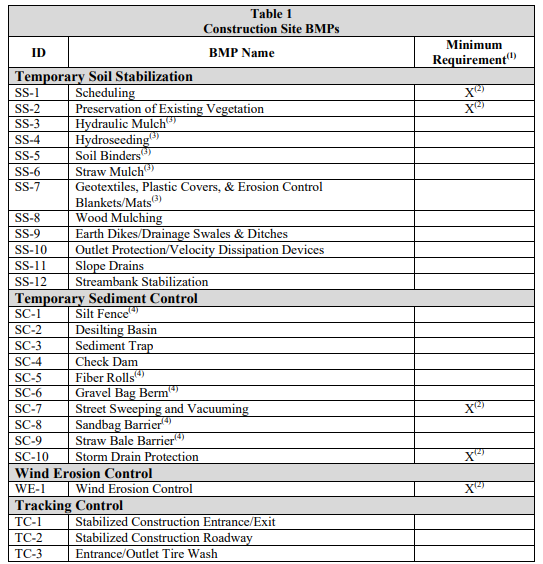 Table 1
Construction Site BMPs
ID BMP Name Minimum Requirement(1)
Temporary Soil Stabilization
SS-1 Scheduling X(2)
SS-2 Preservation of Existing Vegetation X(2)
SS-3 Hydraulic Mulch(3)
SS-4 Hydroseeding(3)
SS-5 Soil Binders(3)
SS-6 Straw Mulch(3)
SS-7 Geotextiles, Plastic Covers, & Erosion Control
Blankets/Mats(3)
SS-8 Wood Mulching
SS-9 Earth Dikes/Drainage Swales & Ditches
SS-10 Outlet Protection/Velocity Dissipation Devices
SS-11 Slope Drains
SS-12 Streambank Stabilization
Temporary Sediment Control
SC-1 Silt Fence(4)
SC-2 Desilting Basin
SC-3 Sediment Trap
SC-4 Check Dam
SC-5 Fiber Rolls(4)
SC-6 Gravel Bag Berm(4)
SC-7 Street Sweeping and Vacuuming X(2)
SC-8 Sandbag Barrier(4)
SC-9 Straw Bale Barrier(4)
SC-10 Storm Drain Protection X(2)
Wind Erosion Control
WE-1 Wind Erosion Control X(2)
Tracking Control
TC-1 Stabilized Construction Entrance/Exit
TC-2 Stabilized Construction Roadway
TC-3 Entrance/Outlet Tire Wash